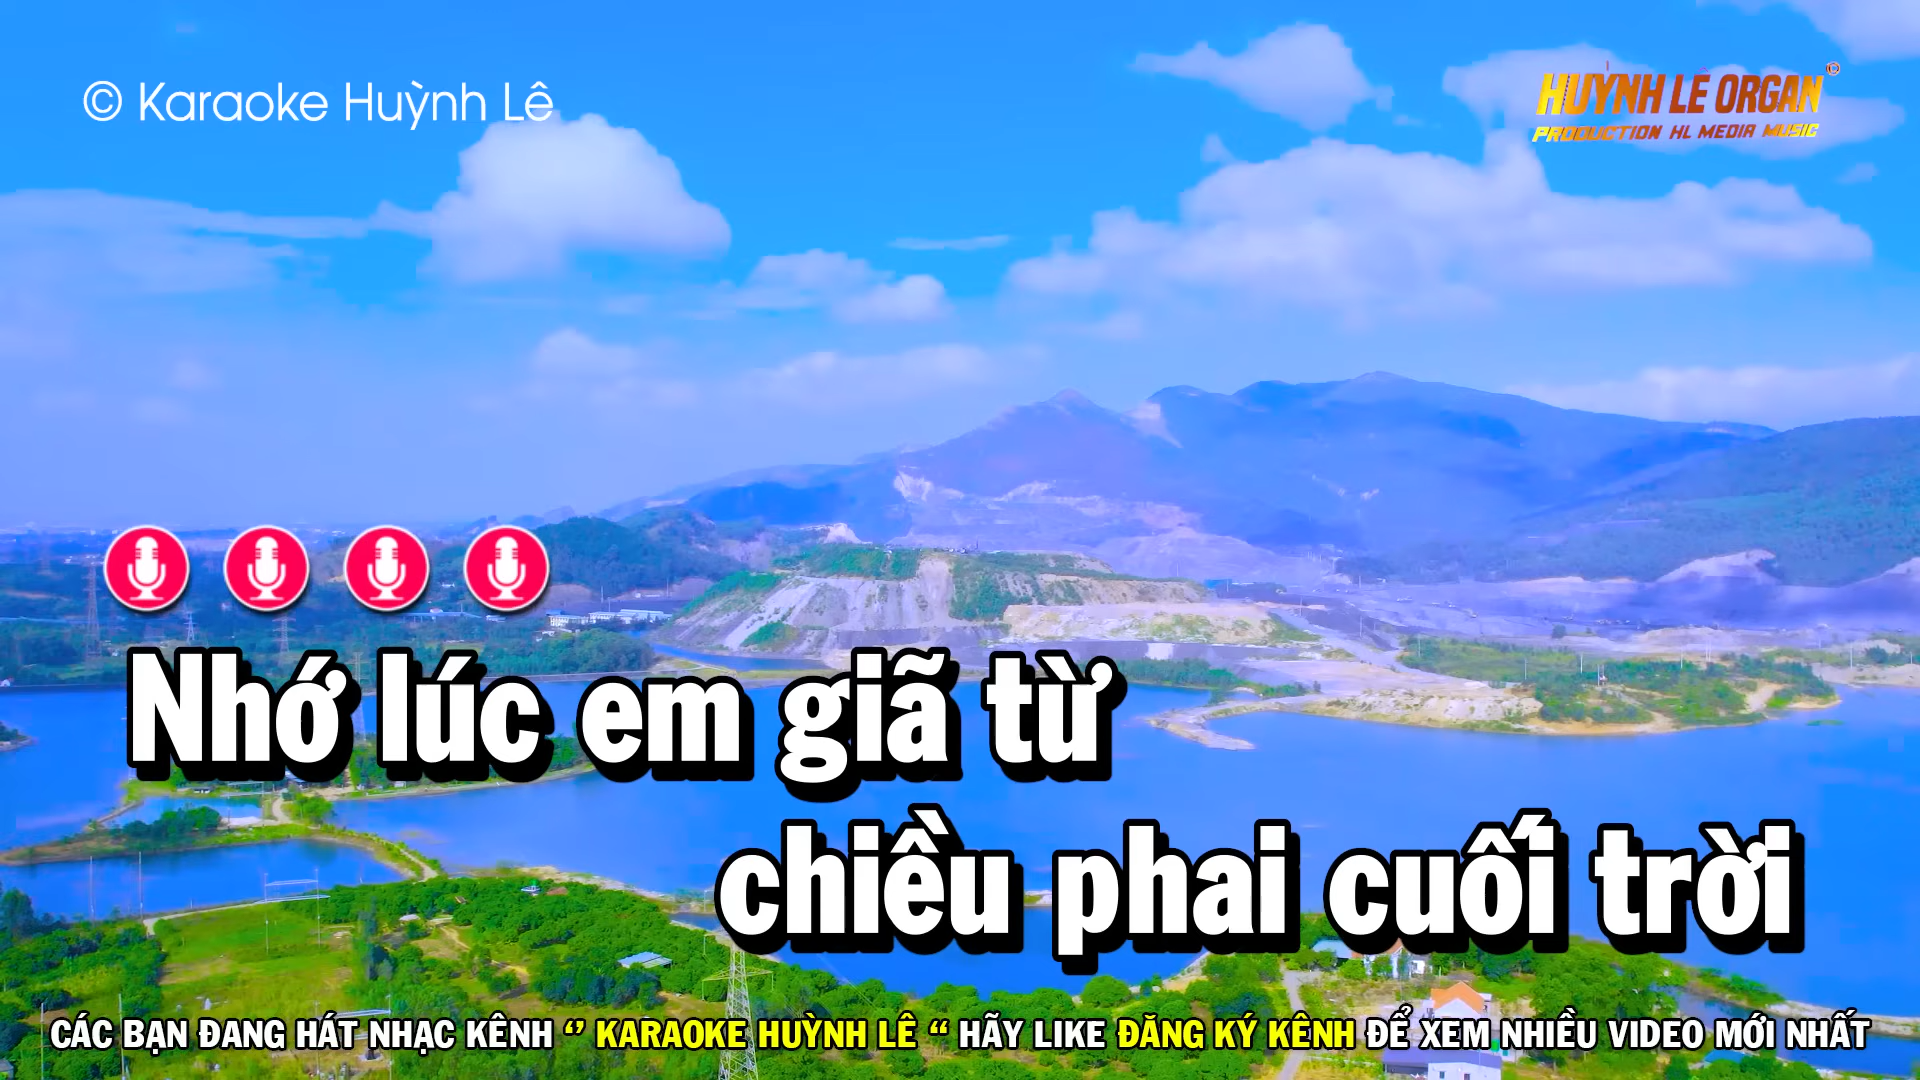 © Karaoke Huỳnh Lê
HUỲNH LÊ ORGAN
PRODUCTION HL MEDIA MUSIC
Nhớ lúc em giã từ
chiều phai cuối trời
CÁC BẠN ĐANG HÁT NHẠC KÊNH ‘’ KARAOKE HUỲNH LÊ “ HÃY LIKE ĐĂNG KÝ KÊNH ĐỂ XEM NHIỀU VIDEO MỚI NHẤT